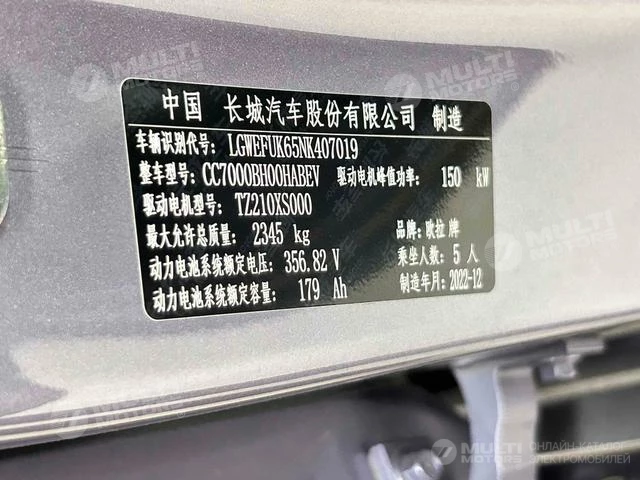 中国 长城汽车股份有限公司 制造
车辆识别代号: LGWEFUK65NK407019
整车型号: CC7000BH00HABEV 驱动电机峰值功率: 150 kW
驱动电机型号: TZ210XS000
最大允许总质量: 2345 kg 品牌: 欧拉 牌
动力电池系统额定电压: 356.82 V 乘坐人数: 5 人
动力电池系统额定容量: 179 Ah 制造年月: 2022-12
MULTI MOTORS
MULTI MOTORS
MULTI MOTORS
MULTI MOTORS ОНЛАЙН-КАТАЛОГ ЭЛЕКТРОМОБИЛЕЙ